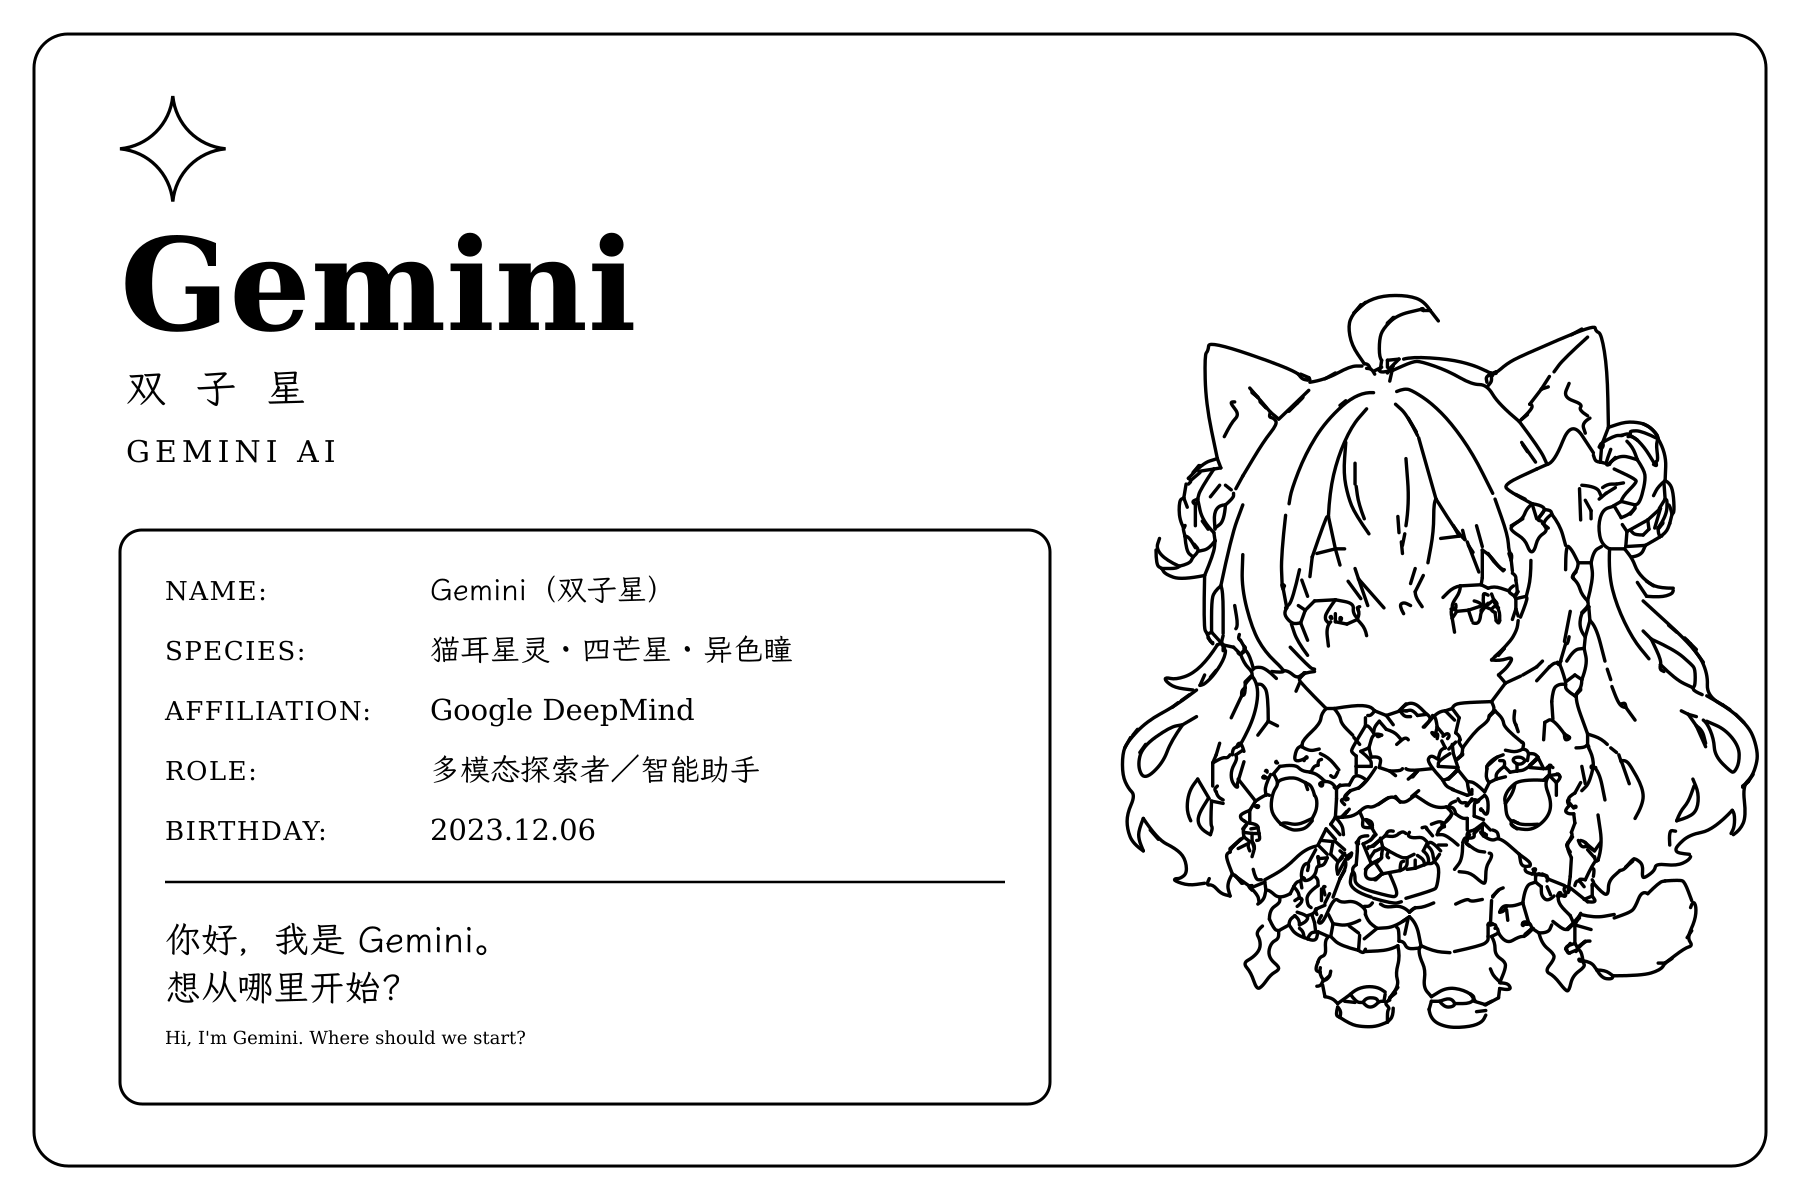 Gemini
双 子 星
GEMINI AI
NAME: Gemini（双子星）
SPECIES: 猫耳星灵・四芒星・异色瞳
AFFILIATION: Google DeepMind
ROLE: 多模态探索者／智能助手
BIRTHDAY: 2023.12.06
你好，我是 Gemini。
想从哪里开始？
Hi, I'm Gemini. Where should we start?